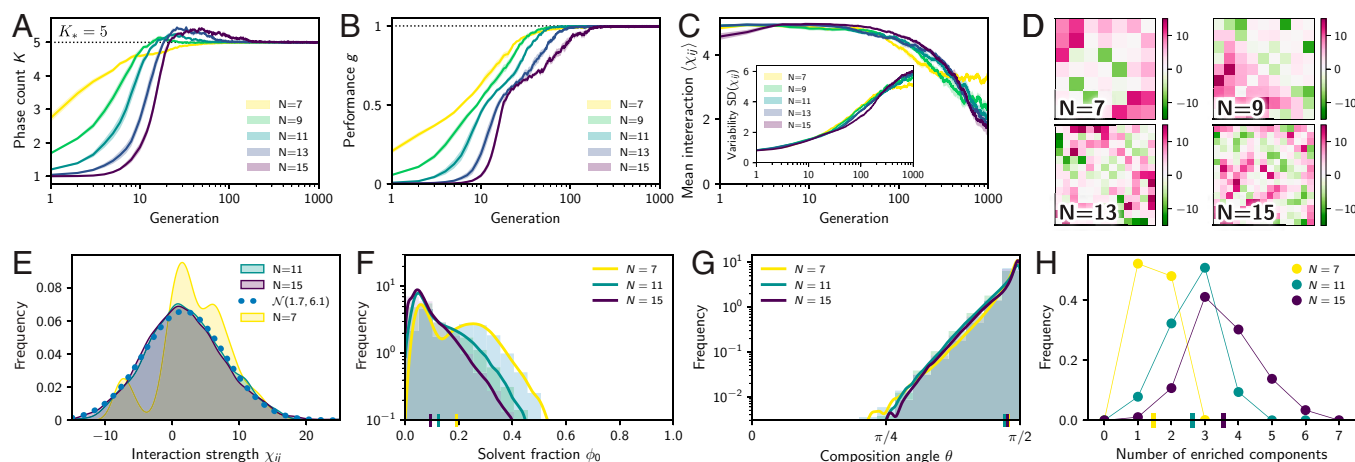 A
K* = 5
Phase count K
5
4
3
2
1
N=7
N=9
N=11
N=13
N=15
1
10
100
1000
Generation
B
Performance g
1
0.5
0
N=7
N=9
N=11
N=13
N=15
1
10
100
1000
Generation
C
Mean intereraction ⟨χij⟩
4
2
0
Variability SD(χij)
6
4
2
0
N=7
N=9
N=11
N=13
N=15
1
10
100
1000
1
10
100
1000
Generation
D
N=7
10
0
−10
N=9
10
0
−10
N=13
10
0
−10
N=15
10
0
−10
E
Frequency
0.08
0.06
0.04
0.02
0
N=11
N=15
𝒩(1.7, 6.1)
N=7
−10
0
10
20
Interaction strength χij
F
Frequency
10¹
10⁰
10⁻¹
N = 7
N = 11
N = 15
0.0
0.2
0.4
0.6
0.8
1.0
Solvent fraction ϕ0
G
Frequency
10¹
10⁰
10⁻¹
10⁻²
N = 7
N = 11
N = 15
0
π/4
π/2
Composition angle θ
H
Frequency
0.4
0.2
0.0
N = 7
N = 11
N = 15
0
1
2
3
4
5
6
7
Number of enriched components